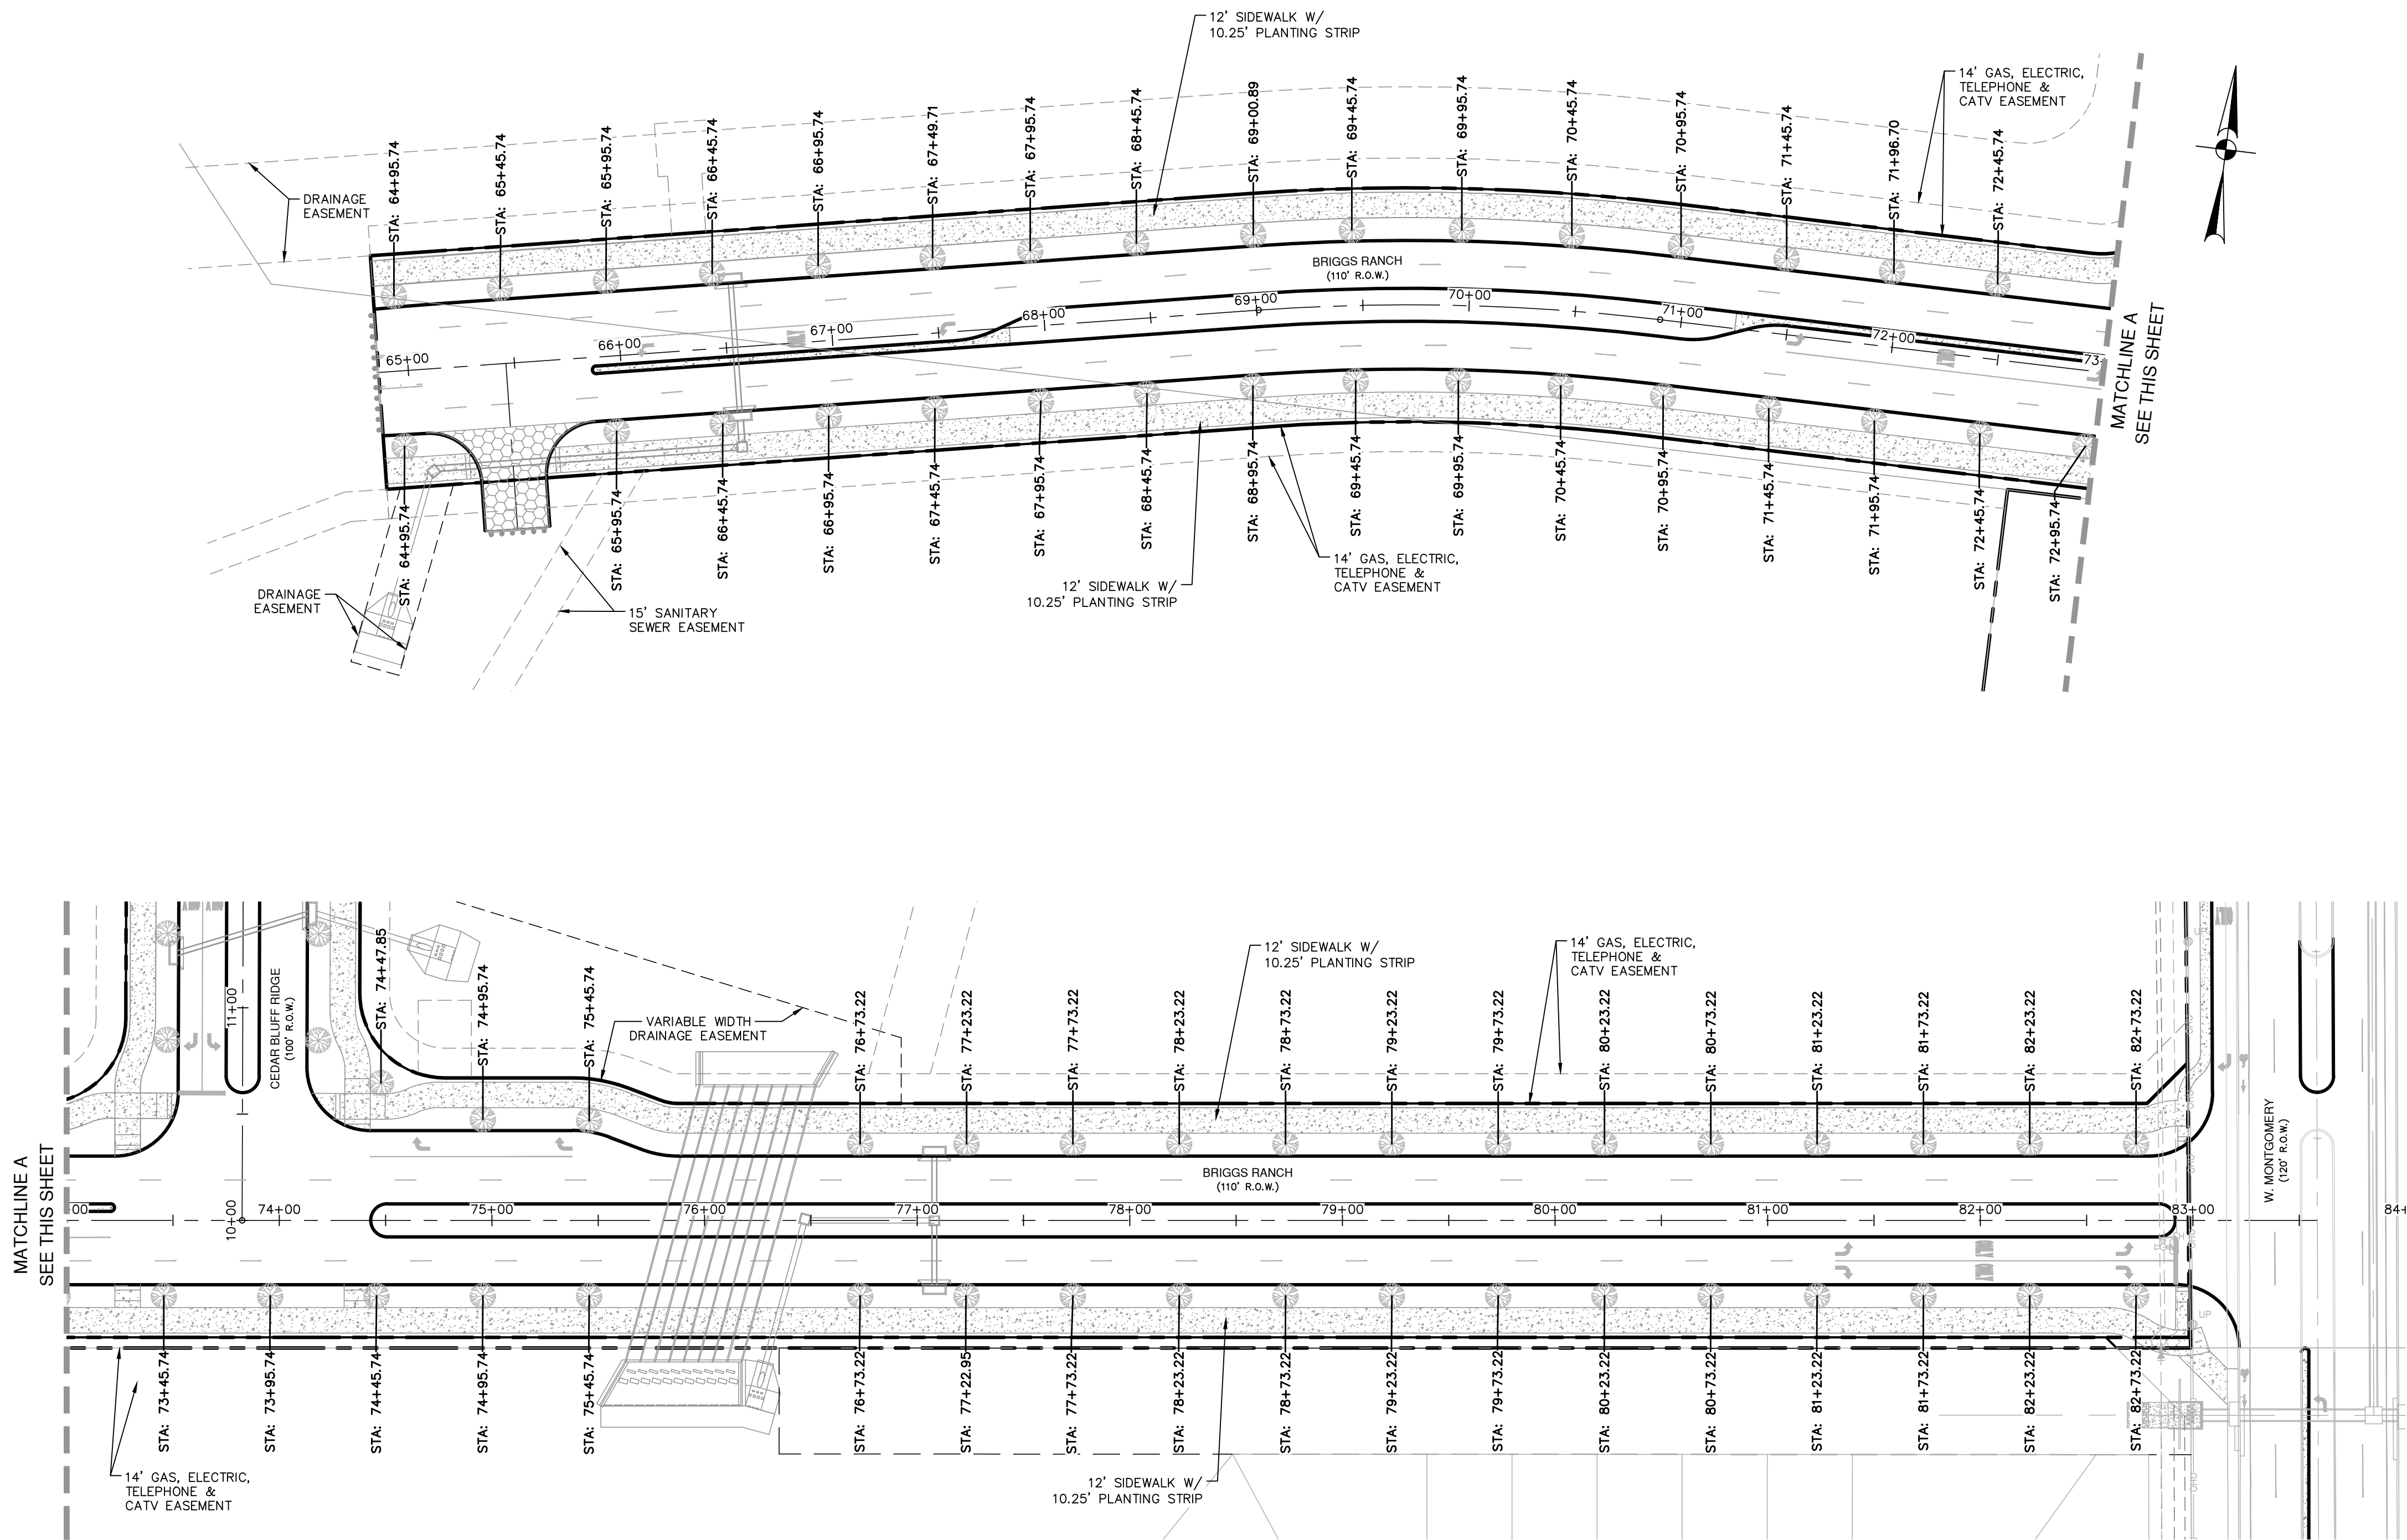 12' SIDEWALK W/
10.25' PLANTING STRIP
14' GAS, ELECTRIC,
TELEPHONE &
CATV EASEMENT
DRAINAGE
EASEMENT
STA: 64+95.74
STA: 65+45.74
STA: 65+95.74
STA: 66+45.74
STA: 66+95.74
STA: 67+49.71
STA: 67+95.74
STA: 68+45.74
STA: 69+00.89
STA: 69+45.74
STA: 69+95.74
STA: 70+45.74
STA: 70+95.74
STA: 71+45.74
STA: 71+96.70
STA: 72+45.74
BRIGGS RANCH
(110' R.O.W.)
65+00
66+00
67+00
68+00
69+00
70+00
71+00
72+00
73+
MATCHLINE A
SEE THIS SHEET
STA: 64+95.74
STA: 65+95.74
STA: 66+45.74
STA: 66+95.74
STA: 67+45.74
STA: 67+95.74
STA: 68+45.74
STA: 68+95.74
STA: 69+45.74
STA: 69+95.74
STA: 70+45.74
STA: 70+95.74
STA: 71+45.74
STA: 71+95.74
STA: 72+45.74
STA: 72+95.74
DRAINAGE
EASEMENT
15' SANITARY
SEWER EASEMENT
12' SIDEWALK W/
10.25' PLANTING STRIP
14' GAS, ELECTRIC,
TELEPHONE &
CATV EASEMENT
MATCHLINE A
SEE THIS SHEET
11+00
10+00
CEDAR BLUFF RIDGE
(100' R.O.W.)
STA: 74+47.85
STA: 74+95.74
STA: 75+45.74
VARIABLE WIDTH
DRAINAGE EASEMENT
12' SIDEWALK W/
10.25' PLANTING STRIP
14' GAS, ELECTRIC,
TELEPHONE &
CATV EASEMENT
STA: 76+73.22
STA: 77+23.22
STA: 77+73.22
STA: 78+23.22
STA: 78+73.22
STA: 79+23.22
STA: 79+73.22
STA: 80+23.22
STA: 80+73.22
STA: 81+23.22
STA: 81+73.22
STA: 82+23.22
STA: 82+73.22
UP
ONLY
BRIGGS RANCH
(110' R.O.W.)
W. MONTGOMERY
(120' R.O.W.)
00
74+00
75+00
76+00
77+00
78+00
79+00
80+00
81+00
82+00
83+00
84+
ONLY
ONLY
UP
OHU
STA: 73+45.74
STA: 73+95.74
STA: 74+45.74
STA: 74+95.74
STA: 75+45.74
STA: 76+73.22
STA: 77+22.95
STA: 77+73.22
STA: 78+23.22
STA: 78+73.22
STA: 79+23.22
STA: 79+73.22
STA: 80+23.22
STA: 80+73.22
STA: 81+23.22
STA: 81+73.22
STA: 82+23.22
STA: 82+73.22
14' GAS, ELECTRIC,
TELEPHONE &
CATV EASEMENT
12' SIDEWALK W/
10.25' PLANTING STRIP